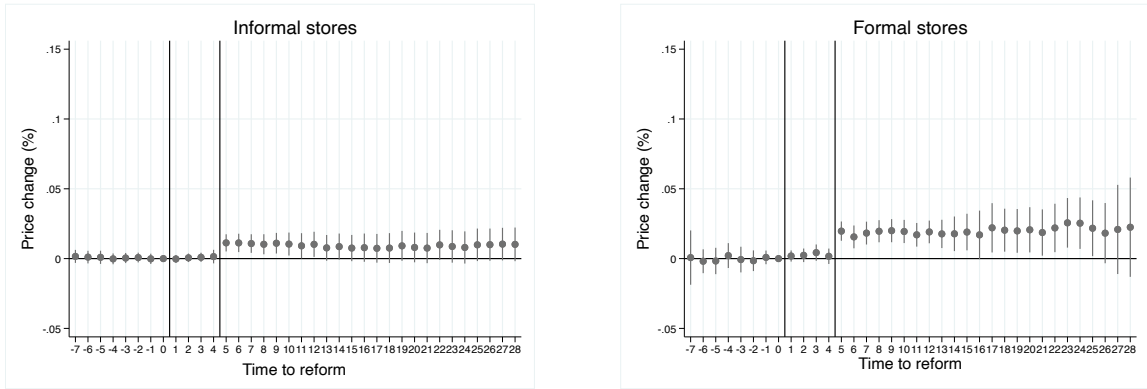 Informal stores
.15
.1
.05
0
-.05
Price change (%)
-7 -6 -5 -4 -3 -2 -1 0 1 2 3 4 5 6 7 8 9 10 11 12 13 14 15 16 17 18 19 20 21 22 23 24 25 26 27 28
Time to reform
Formal stores
.15
.1
.05
0
-.05
Price change (%)
-7 -6 -5 -4 -3 -2 -1 0 1 2 3 4 5 6 7 8 9 10 11 12 13 14 15 16 17 18 19 20 21 22 23 24 25 26 27 28
Time to reform